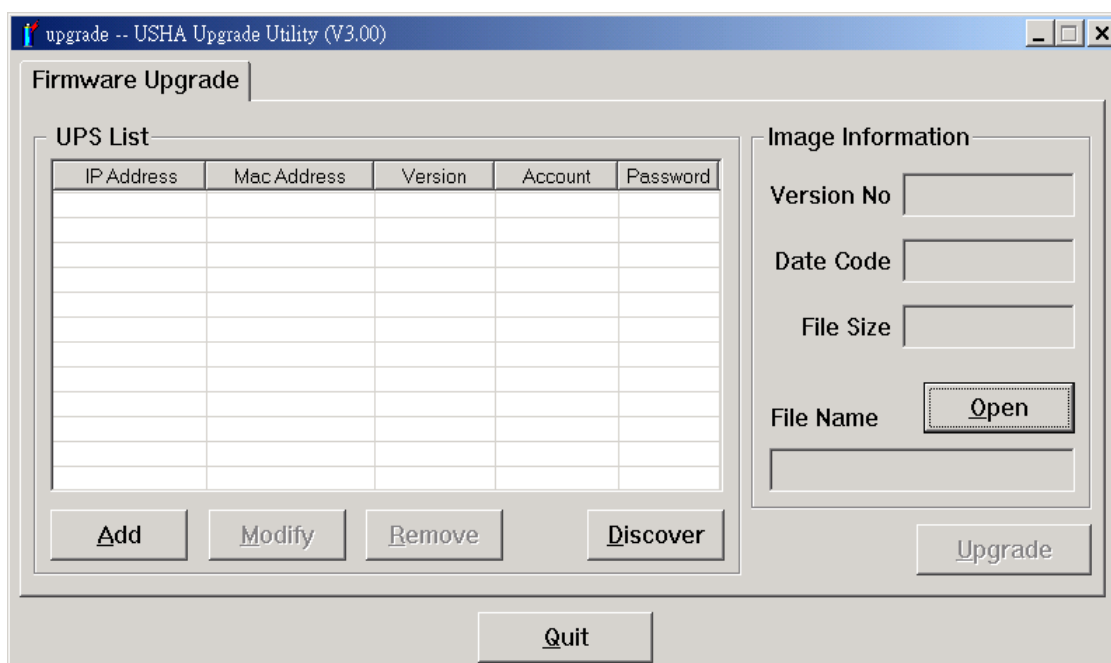 upgrade -- USHA Upgrade Utility (V3.00)
Firmware Upgrade
UPS List
IP Address Mac Address Version Account Password
Add Modify Remove Discover
Image Information
Version No
Date Code
File Size
File Name Open
Upgrade
Quit